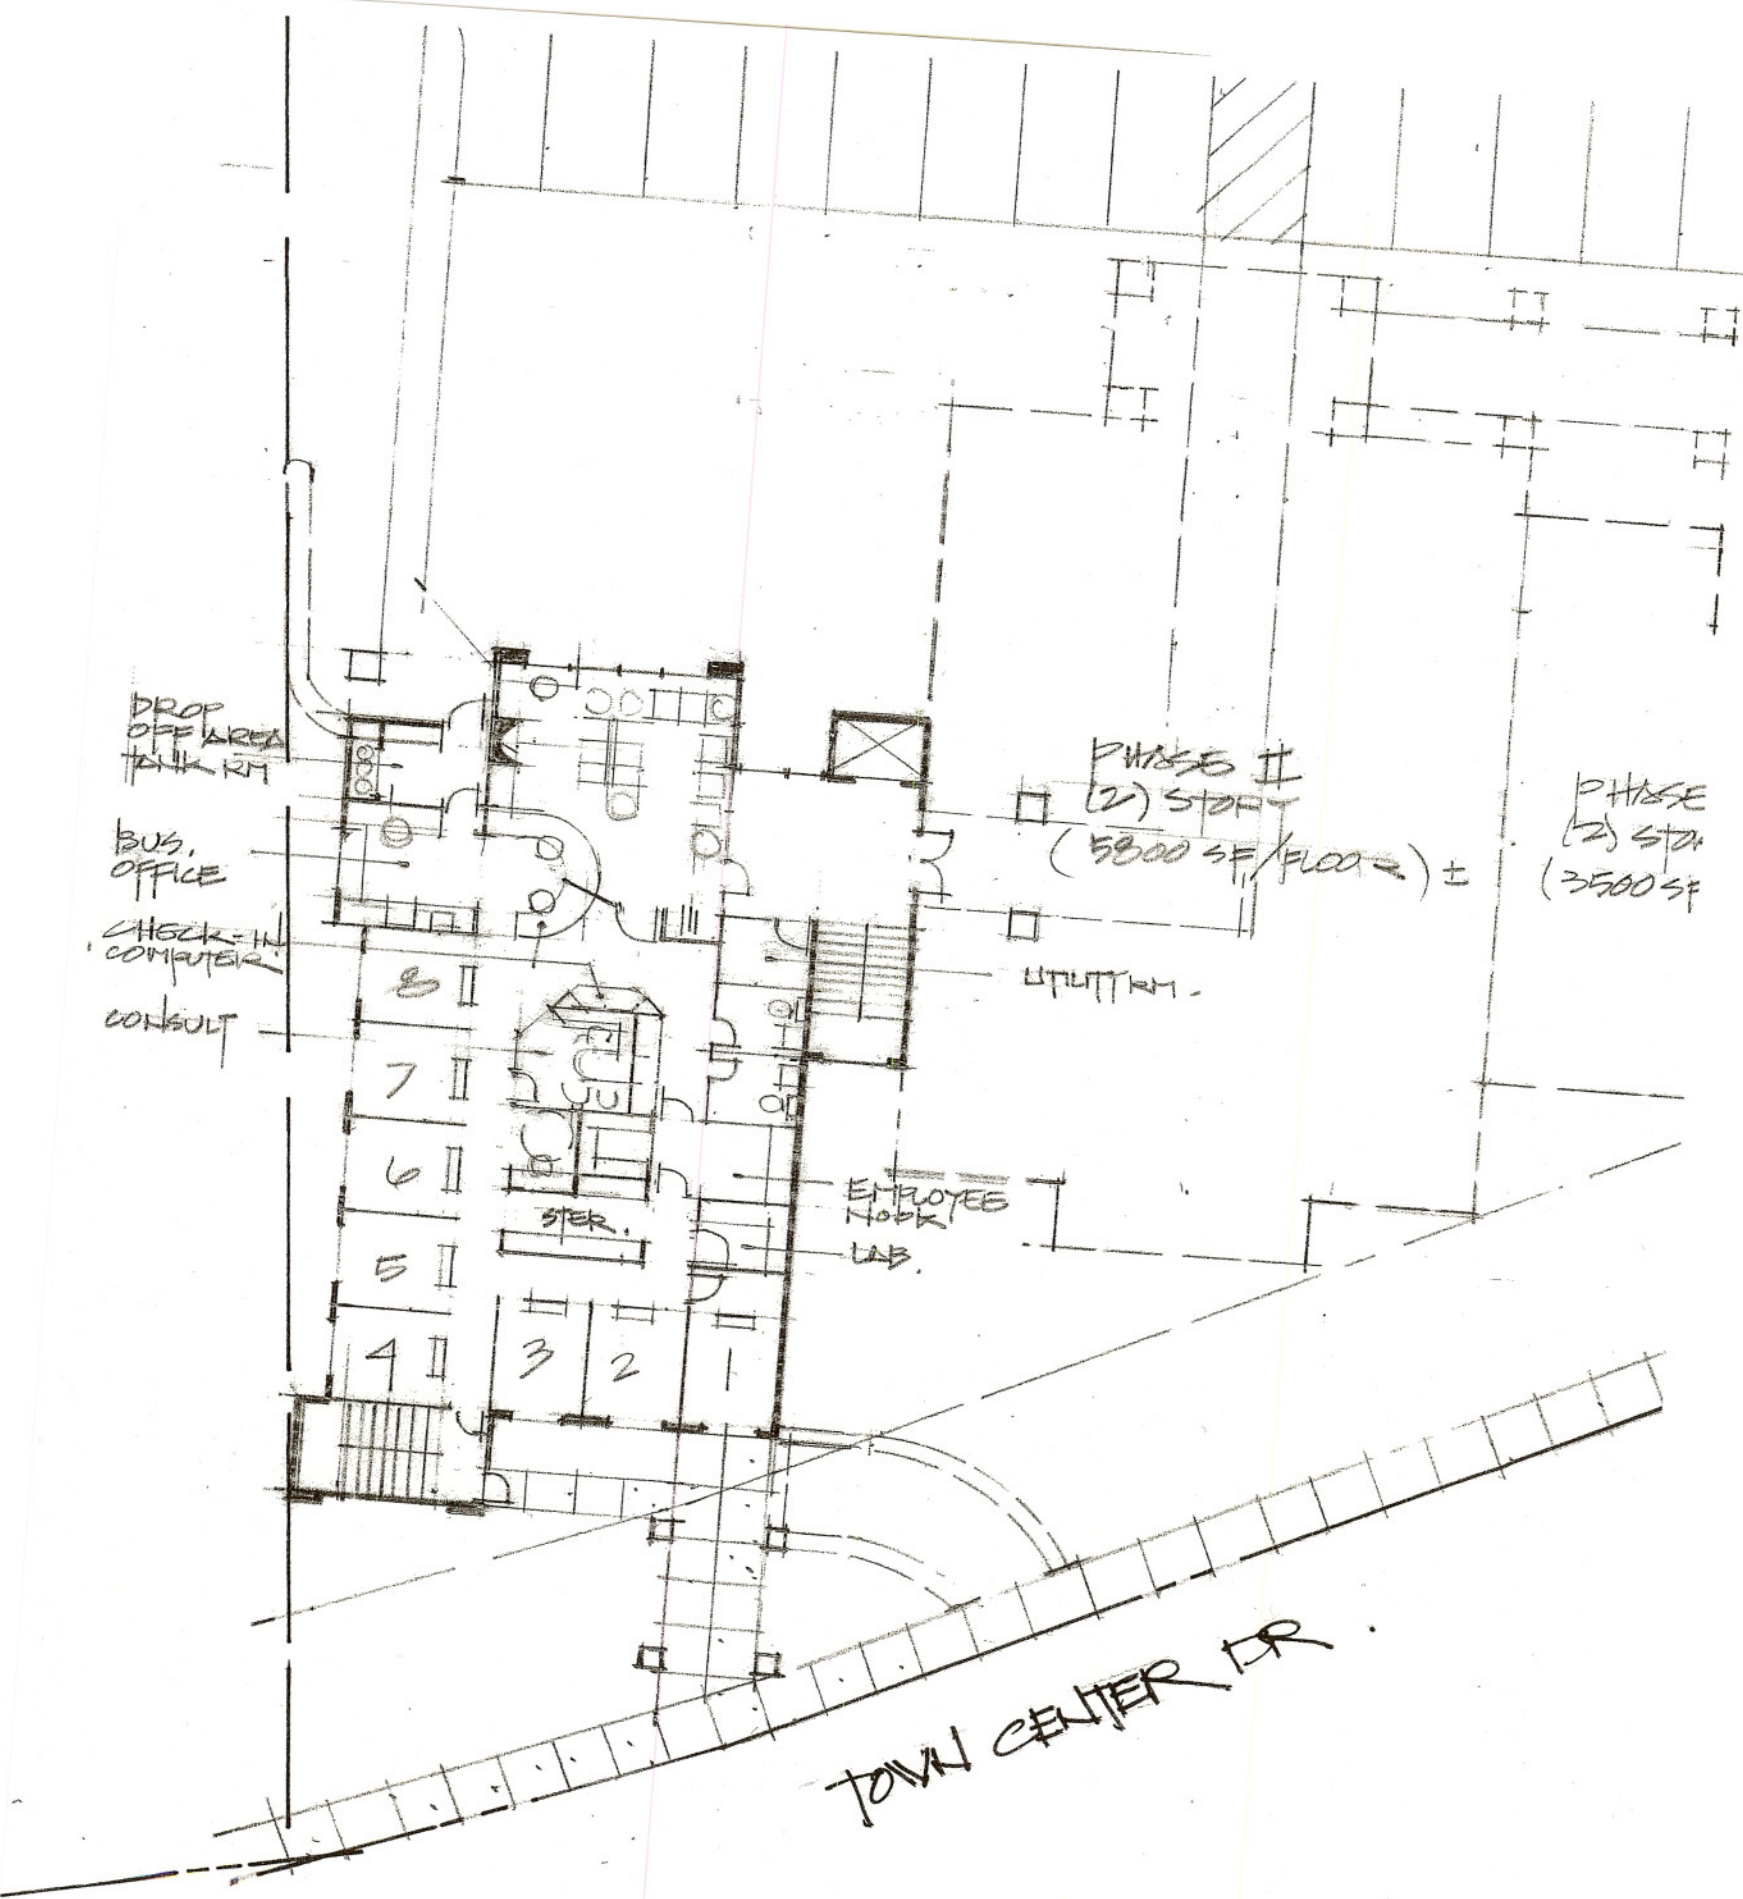 DROP
OFF AREA
TANK RM
BUS.
OFFICE
CHECK-IN
COMPUTER
CONSULT
8
7
6
5
4
3
2
1
STER.
EMPLOYEE
NOOK
LAB.
UTILITY RM.
PHASE II
(2) STORY
(5800 SF/FLOOR) ±
PHASE
(2) STO
(3500 SF
TOWN CENTER DR.